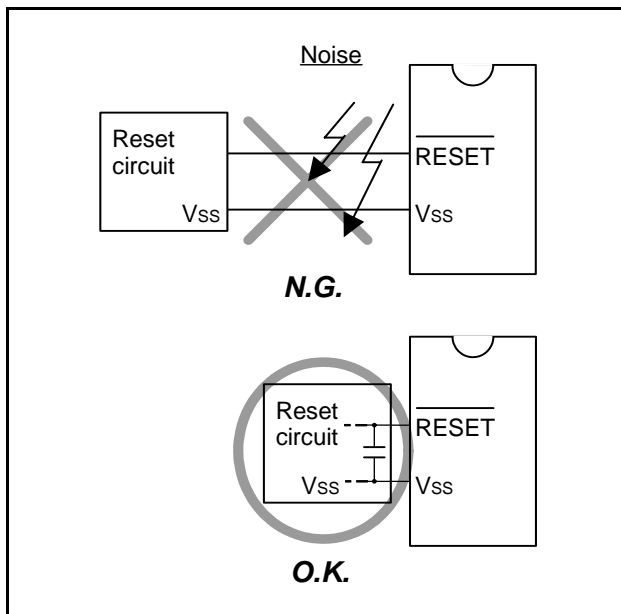 Noise
Reset
circuit
RESET
Vss
Vss
N.G.
Reset
circuit
RESET
Vss
Vss
O.K.